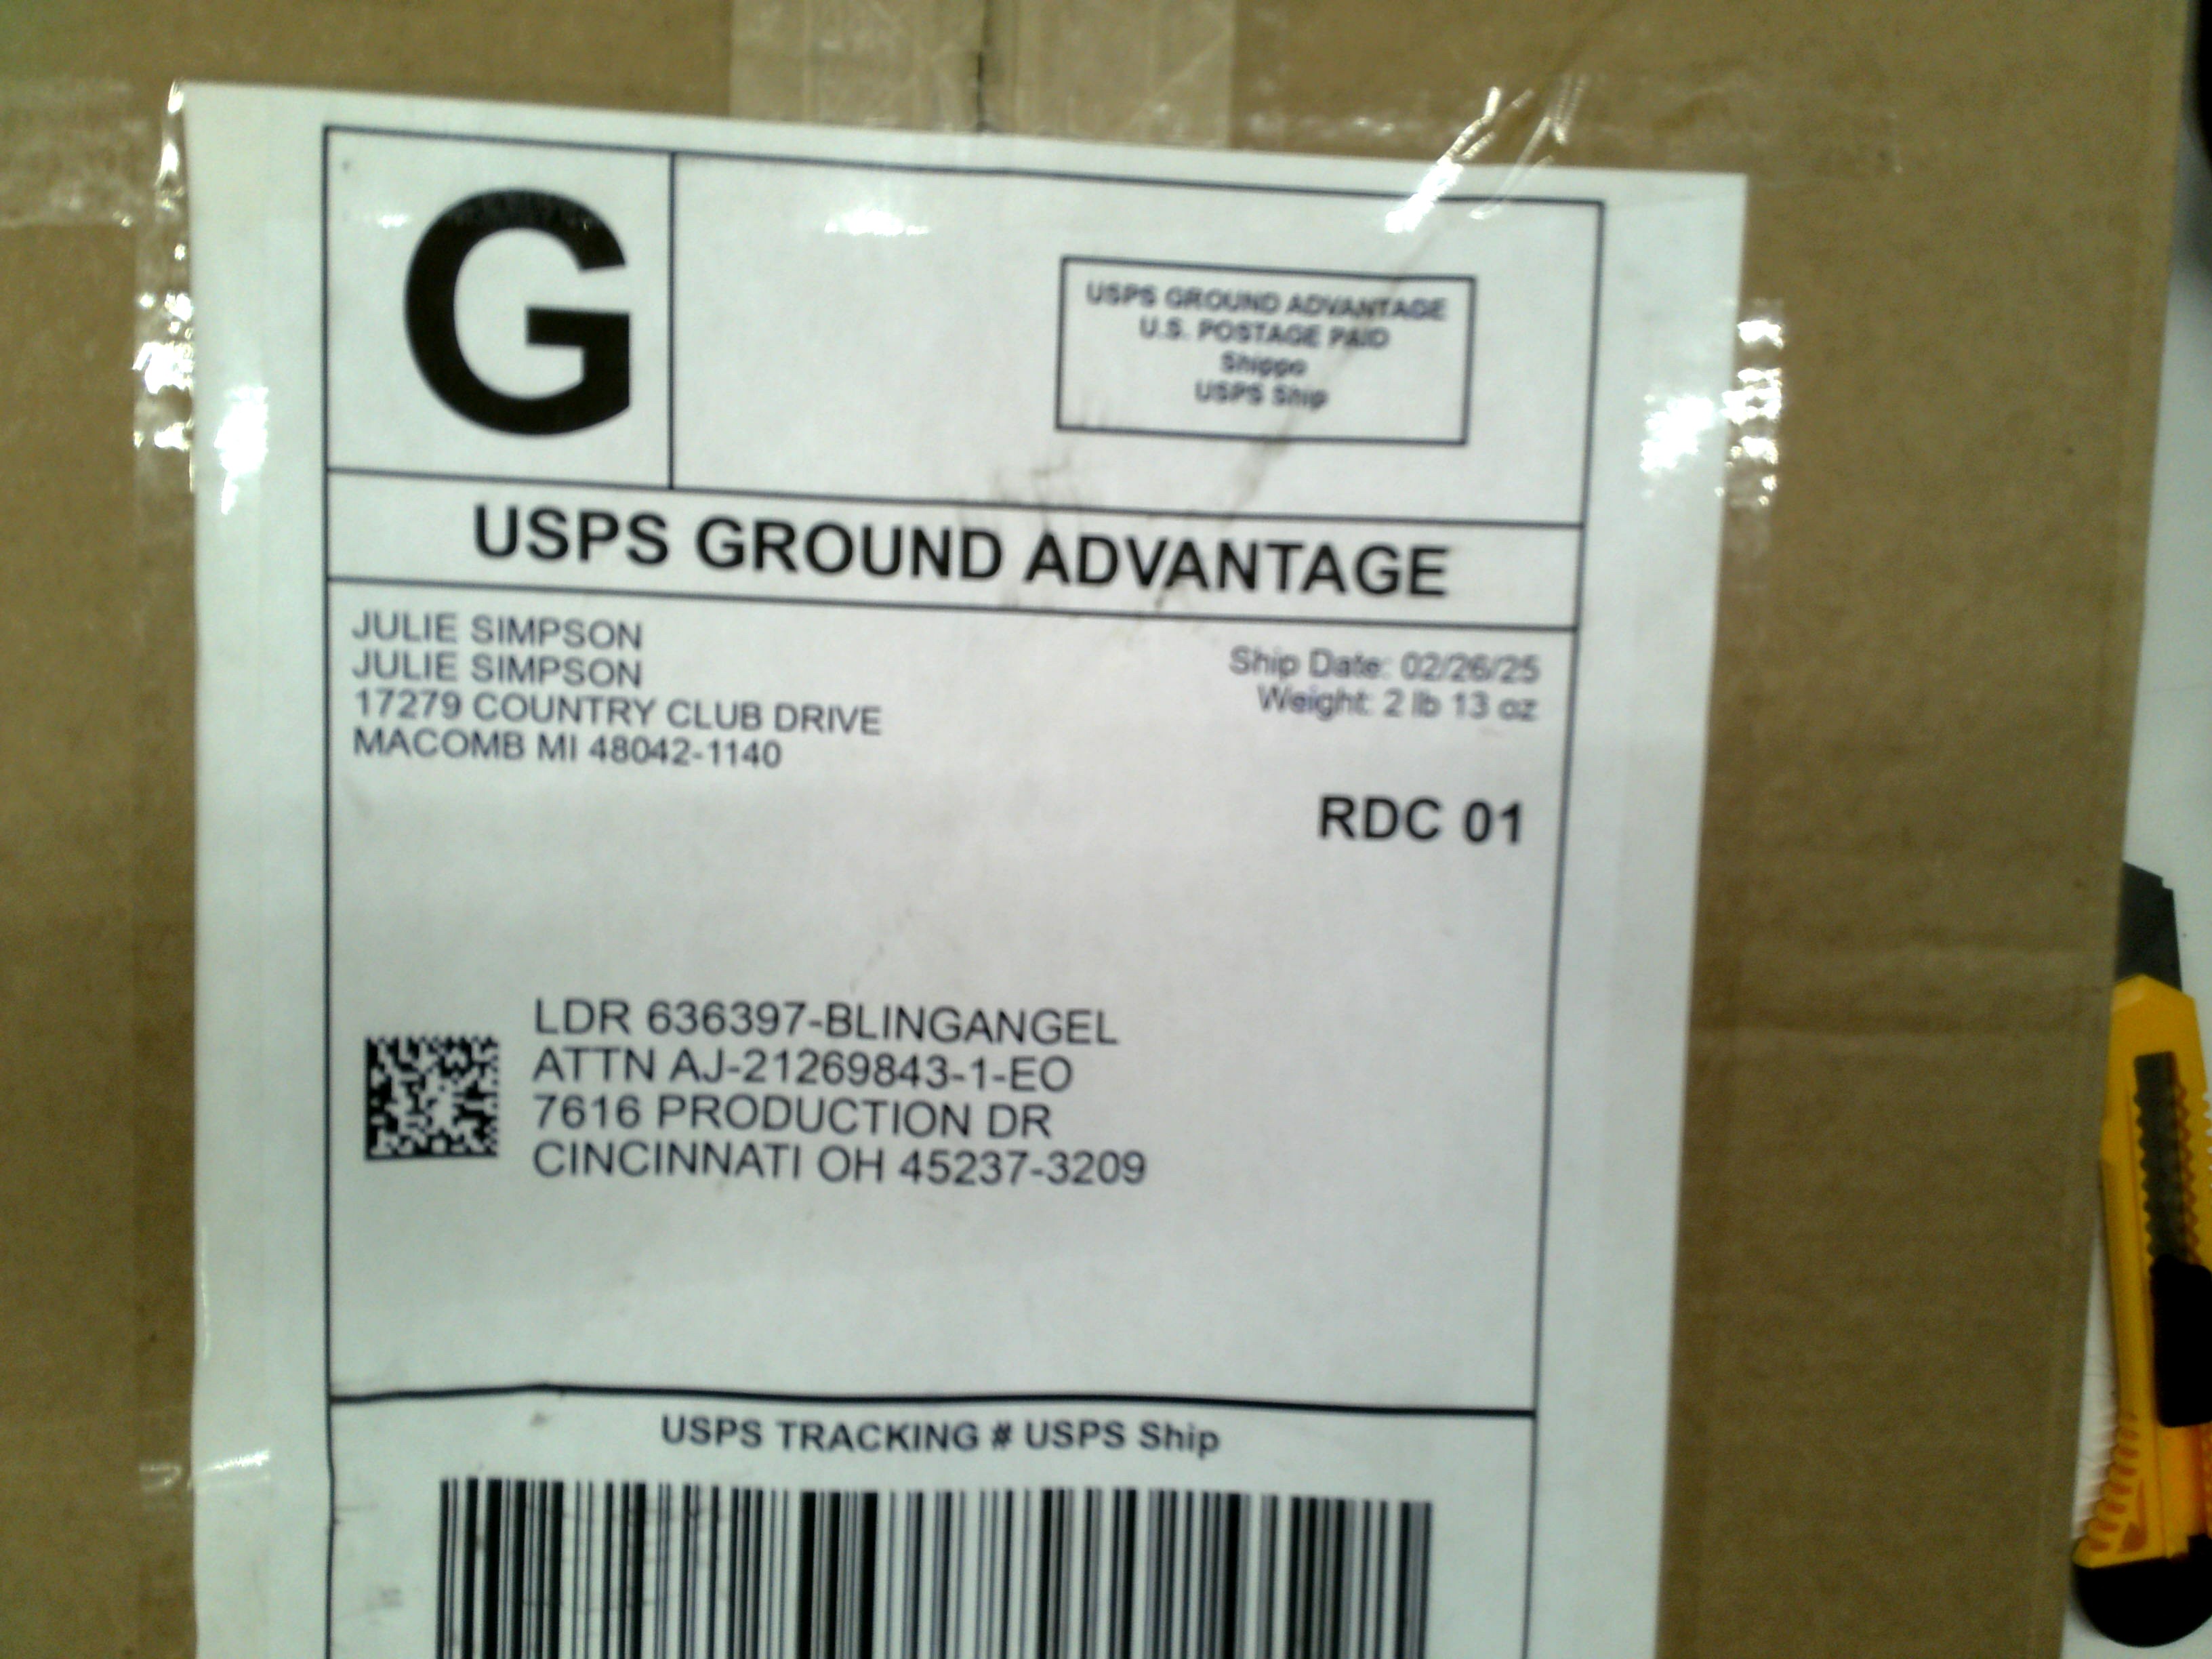 G
USPS GROUND ADVANTAGE
U.S. POSTAGE PAID
Shippo
USPS Ship
USPS GROUND ADVANTAGE
JULIE SIMPSON
JULIE SIMPSON
17279 COUNTRY CLUB DRIVE
MACOMB MI 48042-1140
Ship Date: 02/26/25
Weight: 2 lb 13 oz
RDC 01
LDR 636397-BLINGANGEL
ATTN AJ-21269843-1-EO
7616 PRODUCTION DR
CINCINNATI OH 45237-3209
USPS TRACKING # USPS Ship